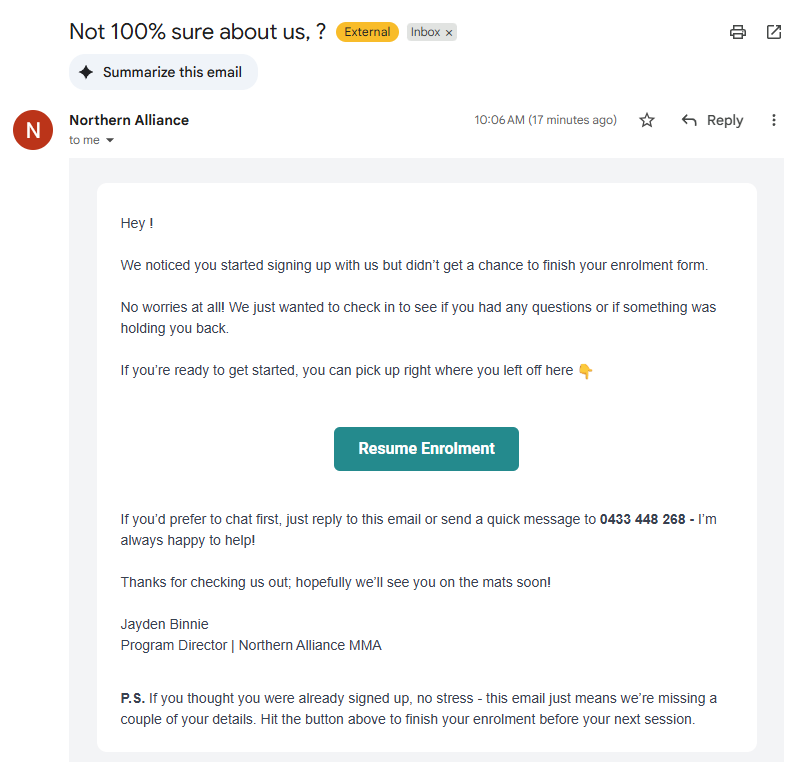 Not 100% sure about us, ? External Inbox ×
Summarize this email
N
Northern Alliance 10:06 AM (17 minutes ago) Reply
to me
Hey !
We noticed you started signing up with us but didn’t get a chance to finish your enrolment form.
No worries at all! We just wanted to check in to see if you had any questions or if something was
holding you back.
If you’re ready to get started, you can pick up right where you left off here 👇
Resume Enrolment
If you’d prefer to chat first, just reply to this email or send a quick message to 0433 448 268 - I’m
always happy to help!
Thanks for checking us out; hopefully we’ll see you on the mats soon!
Jayden Binnie
Program Director | Northern Alliance MMA
P.S. If you thought you were already signed up, no stress - this email just means we’re missing a
couple of your details. Hit the button above to finish your enrolment before your next session.